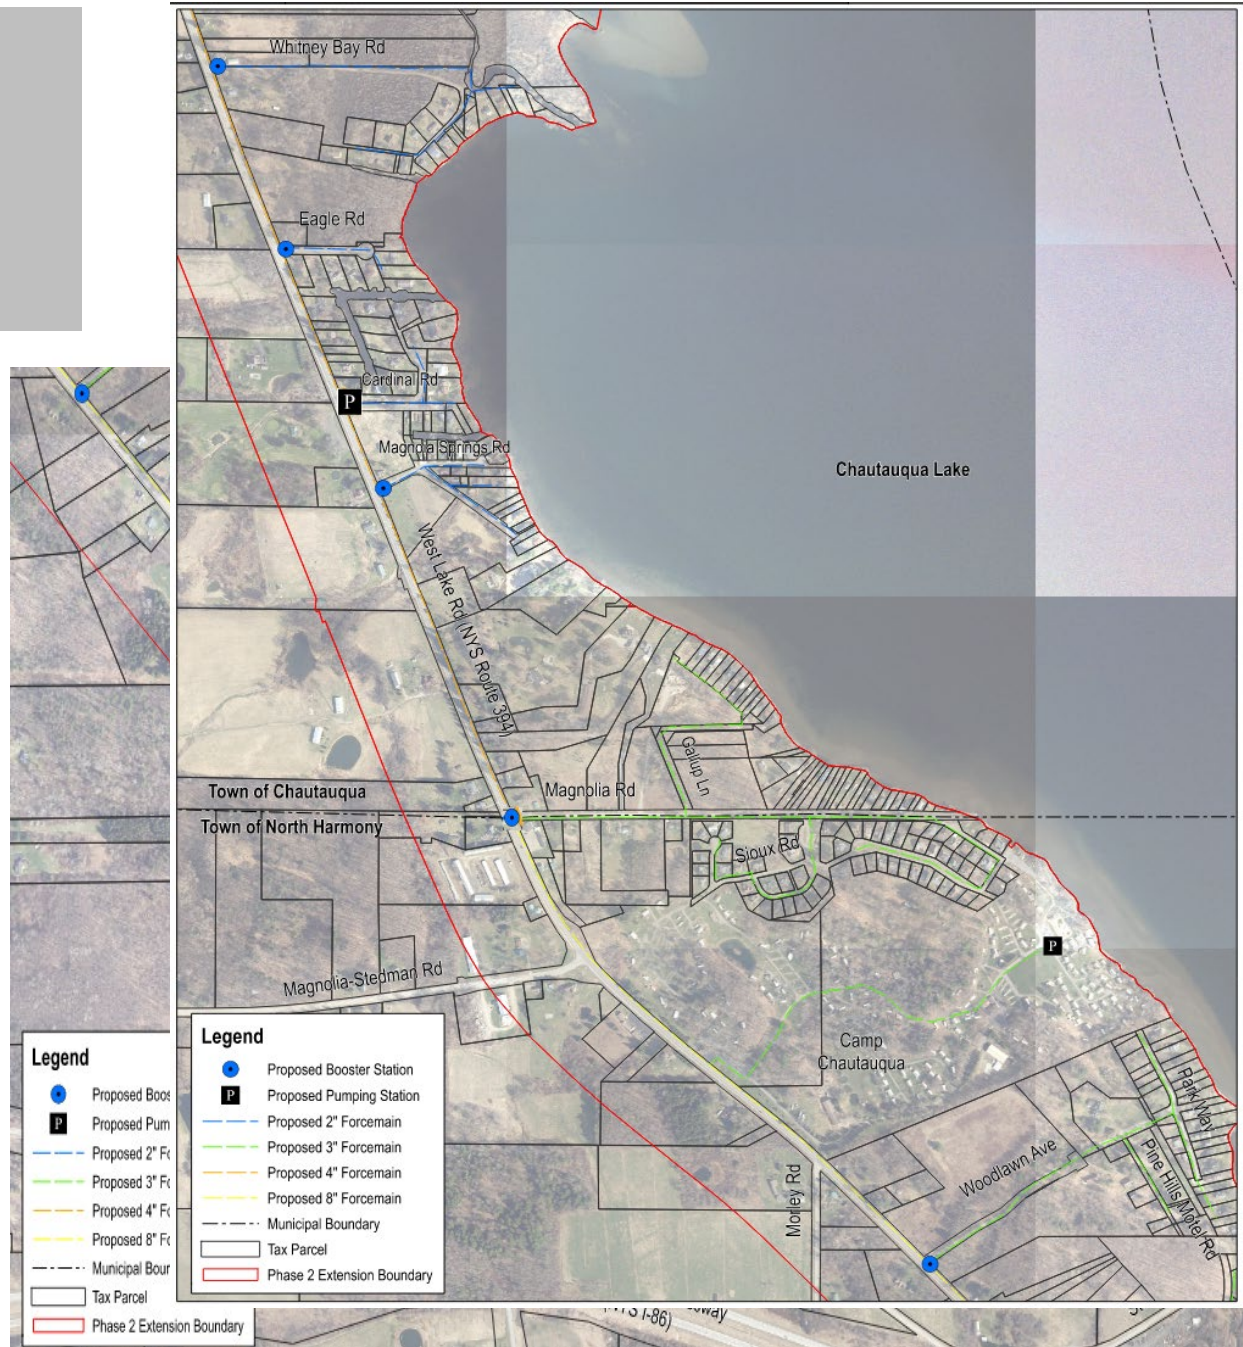 Whitney Bay Rd
Eagle Rd
Cardinal Rd
P
Magnolia Springs Rd
Chautauqua Lake
West Lake Rd (NYS Route 394)
Gallup Ln
Magnolia Rd
Town of Chautauqua
Town of North Harmony
Sioux Rd
P
Magnolia-Stedman Rd
Camp
Chautauqua
Park Way
Woodlawn Ave
Pine Hills Motel Rd
Morley Rd
Legend
Proposed Booster Station
P Proposed Pumping Station
Proposed 2" Forcemain
Proposed 3" Forcemain
Proposed 4" Forcemain
Proposed 8" Forcemain
Municipal Boundary
Tax Parcel
Phase 2 Extension Boundary
Legend
Proposed Boos
P Proposed Pum
Proposed 2" Fo
Proposed 3" Fo
Proposed 4" Fo
Proposed 8" Fo
Municipal Bour
Tax Parcel
Phase 2 Extension Boundary
I-86)